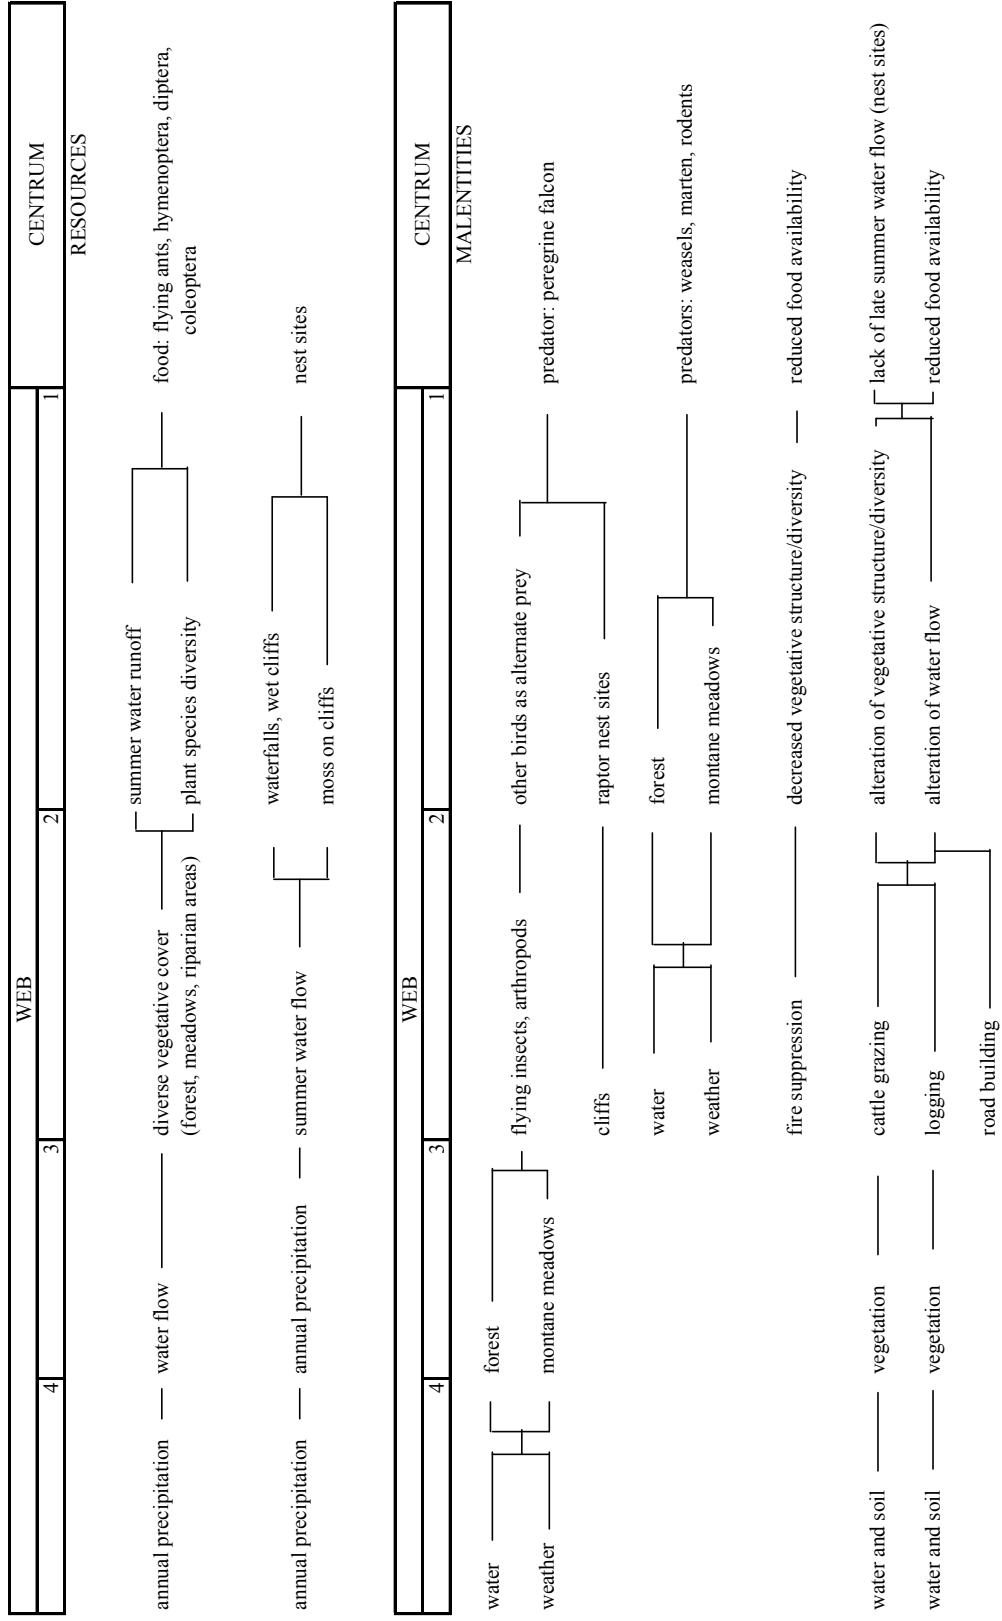 WEB
CENTRUM
4
3
2
1
RESOURCES
annual precipitation
water flow
diverse vegetative cover
(forest, meadows, riparian areas)
summer water runoff
plant species diversity
food: flying ants, hymenoptera, diptera,
coleoptera
annual precipitation
annual precipitation
summer water flow
waterfalls, wet cliffs
moss on cliffs
nest sites
WEB
CENTRUM
4
3
2
1
MALENTITIES
water
weather
forest
montane meadows
flying insects, arthropods
other birds as alternate prey
predator: peregrine falcon
cliffs
raptor nest sites
water
weather
forest
montane meadows
predators: weasels, marten, rodents
fire suppression
decreased vegetative structure/diversity
reduced food availability
water and soil
vegetation
cattle grazing
alteration of vegetative structure/diversity
lack of late summer water flow (nest sites)
water and soil
vegetation
logging
alteration of water flow
reduced food availability
road building